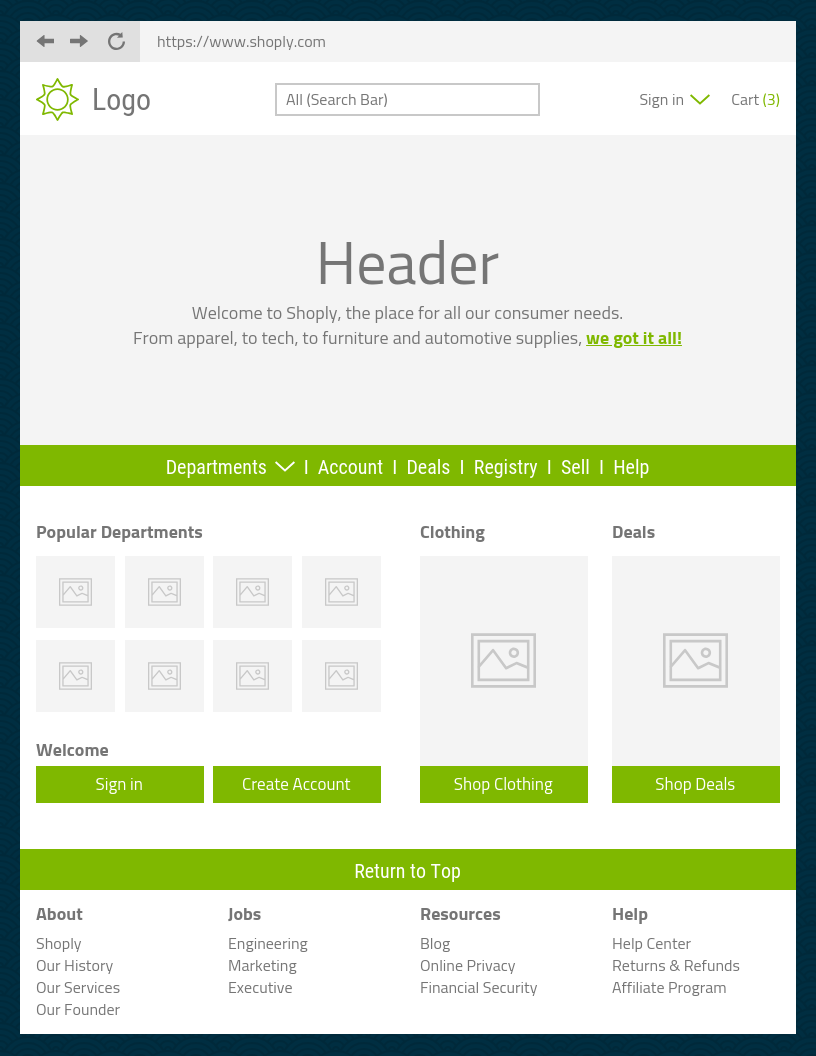 https://www.shoply.com
Logo
All (Search Bar)
Sign in
Cart (3)
Header
Welcome to Shoply, the place for all our consumer needs.
From apparel, to tech, to furniture and automotive supplies, we got it all!
Departments | Account | Deals | Registry | Sell | Help
Popular Departments
Clothing
Deals
Welcome
Sign in
Create Account
Shop Clothing
Shop Deals
Return to Top
About
Shoply
Our History
Our Services
Our Founder
Jobs
Engineering
Marketing
Executive
Resources
Blog
Online Privacy
Financial Security
Help
Help Center
Returns & Refunds
Affiliate Program